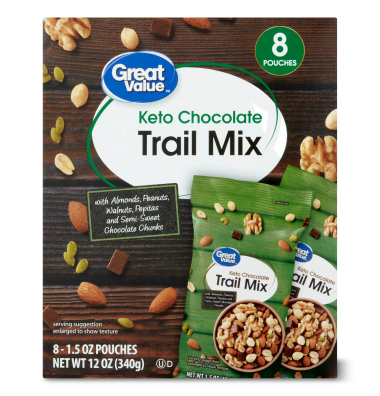 Great
Value™
8
POUCHES
Keto Chocolate
Trail Mix
with Almonds, Peanuts,
Walnuts, Pepitas
and Semi-Sweet
Chocolate Chunks
Great
Value
Keto Chocolate
Trail Mix
Great
Value
serving suggestion
enlarged to show texture
8 - 1.5 OZ POUCHES
NET WT 12 OZ (340g)
U D